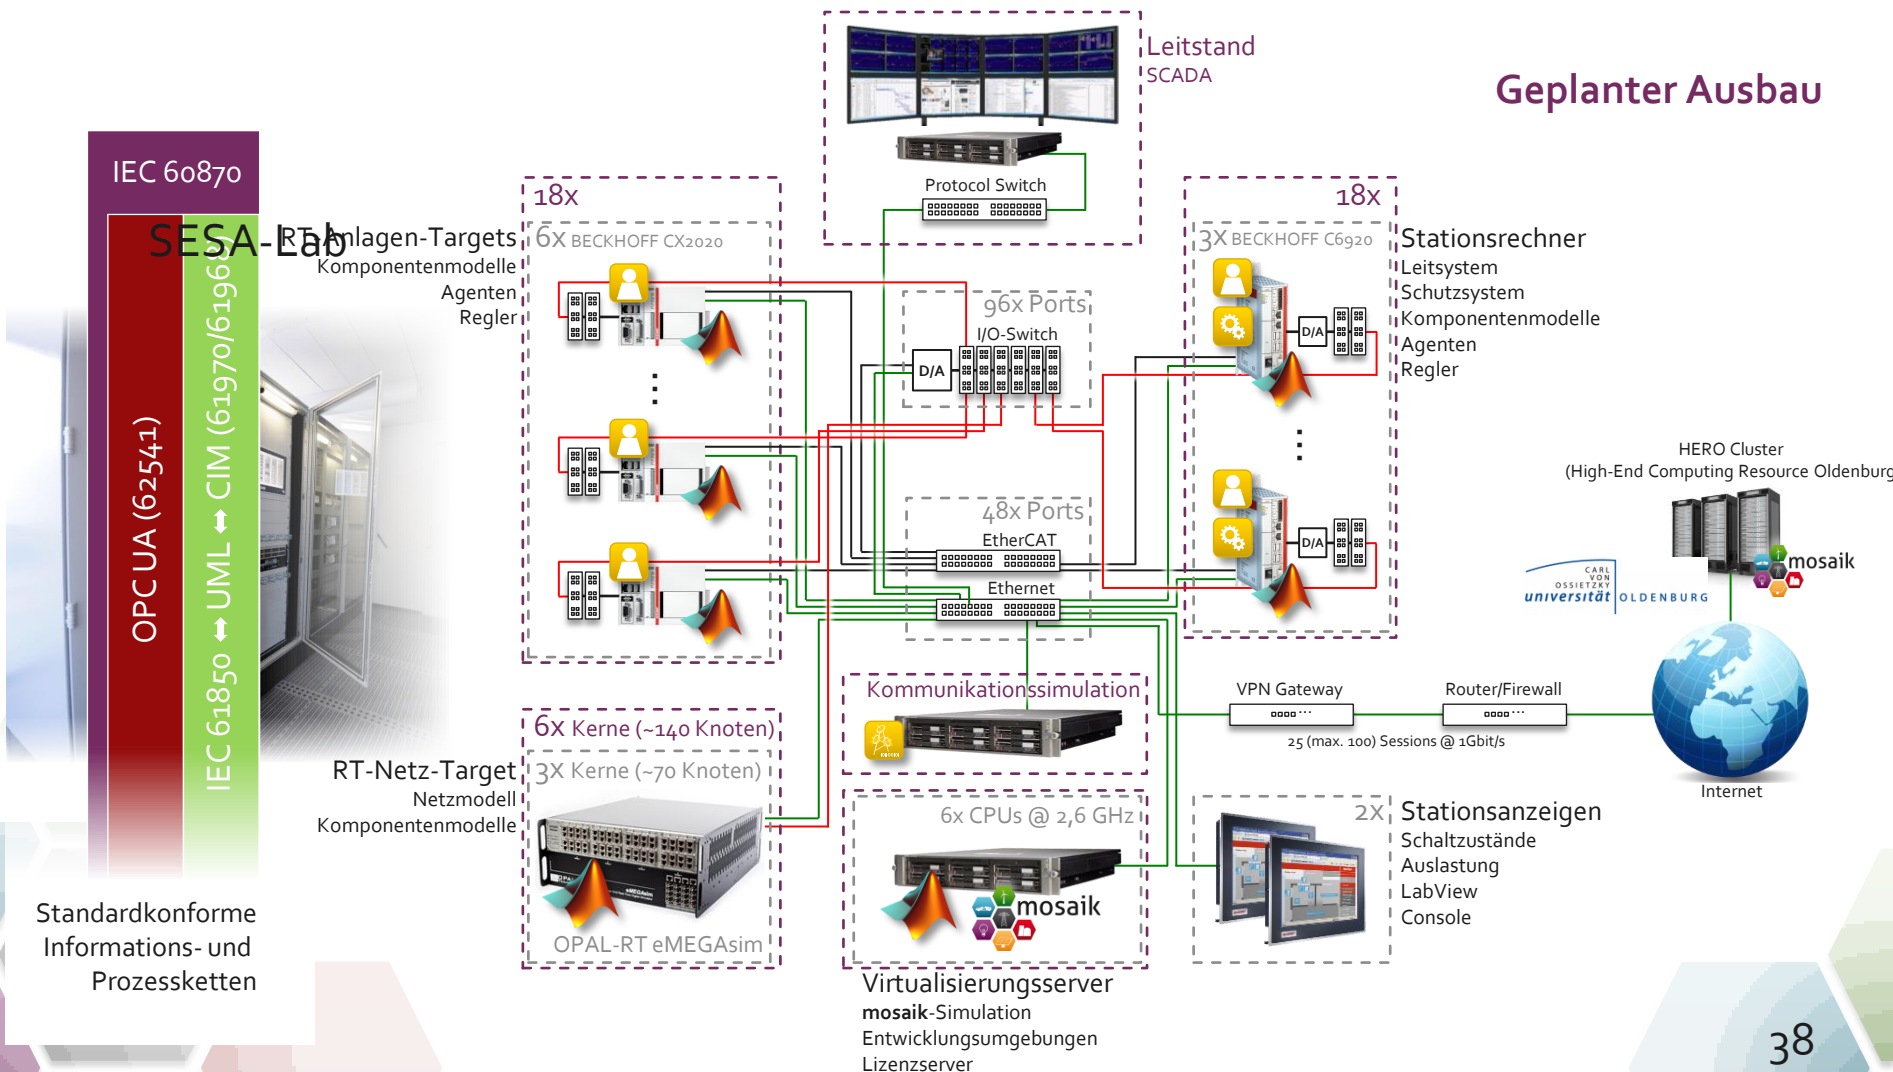 Geplanter Ausbau
SESA-Lab
Leitstand
SCADA
Protocol Switch
IEC 60870
OPC UA (62541)
IEC 61850 ⬌ UML ⬌ CIM (61970/61968)
Standardkonforme
Informations- und
Prozessketten
18x
6x BECKHOFF CX2020
RT-Anlagen-Targets
Komponentenmodelle
Agenten
Regler
96x Ports
I/O-Switch
D/A
48x Ports
EtherCAT
Ethernet
18x
3x BECKHOFF C6920
D/A
D/A
Stationsrechner
Leitsystem
Schutzsystem
Komponentenmodelle
Agenten
Regler
HERO Cluster
(High-End Computing Resource Oldenburg
mosaik
CARL
VON
OSSIETZKY
universität OLDENBURG
VPN Gateway
Router/Firewall
25 (max. 100) Sessions @ 1Gbit/s
Internet
6x Kerne (~140 Knoten)
3x Kerne (~70 Knoten)
OPAL-RT eMEGAsim
RT-Netz-Target
Netzmodell
Komponentenmodelle
Kommunikationssimulation
6x CPUs @ 2,6 GHz
mosaik
Virtualisierungsserver
mosaik-Simulation
Entwicklungsumgebungen
Lizenzserver
2x
Stationsanzeigen
Schaltzustände
Auslastung
LabView
Console
38